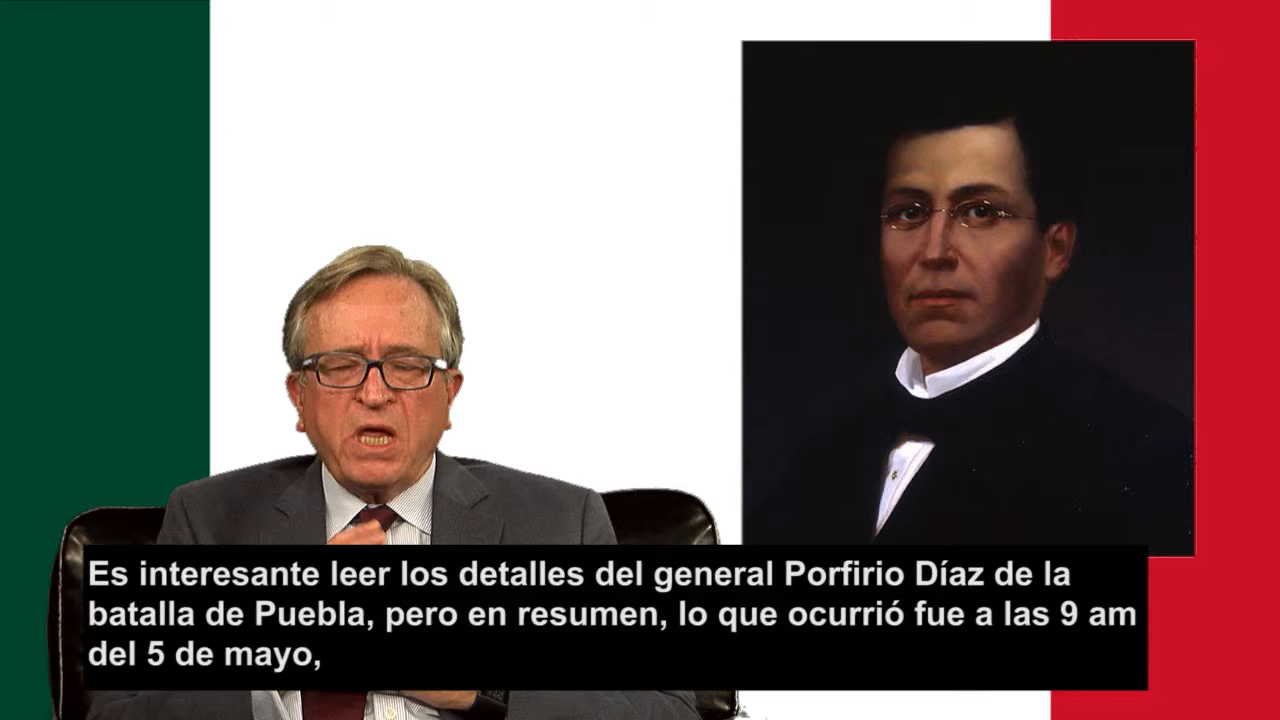 Es interesante leer los detalles del general Porfirio Díaz de la
batalla de Puebla, pero en resumen, lo que ocurrió fue a las 9 am
del 5 de mayo,